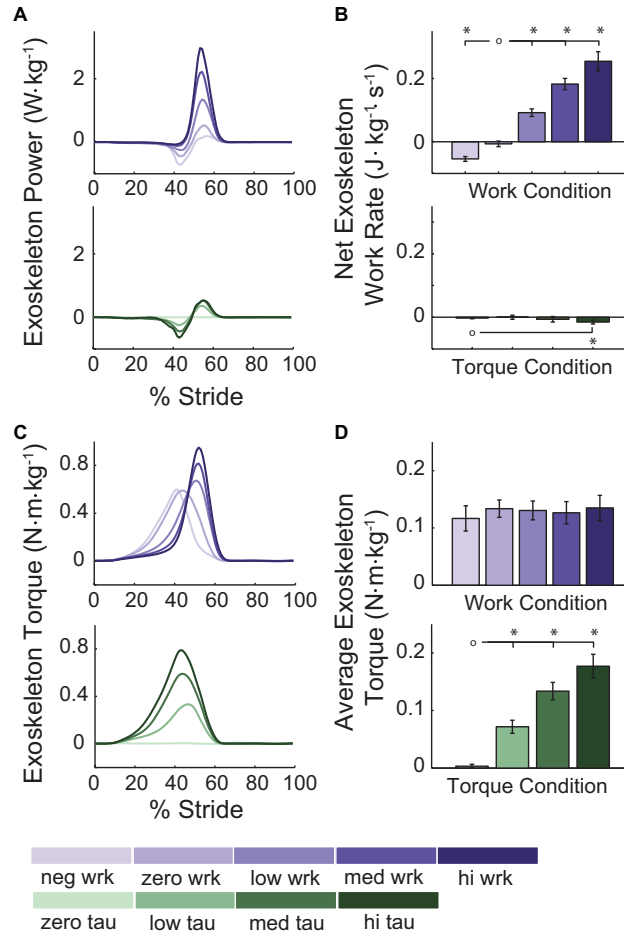 A
Exoskeleton Power (W·kg⁻¹)
2
0
0 20 40 60 80 100
2
0
0 20 40 60 80 100
% Stride
B
Net Exoskeleton
Work Rate (J·kg⁻¹·s⁻¹)
* o * * *
0.2
0
Work Condition
0.2
0
o
*
Torque Condition
C
Exoskeleton Torque (N·m·kg⁻¹)
0.8
0.4
0
0 20 40 60 80 100
0.8
0.4
0
0 20 40 60 80 100
% Stride
D
Average Exoskeleton
Torque (N·m·kg⁻¹)
0.2
0.1
0
Work Condition
o * * *
0.2
0.1
0
Torque Condition
neg wrk zero wrk low wrk med wrk hi wrk
zero tau low tau med tau hi tau